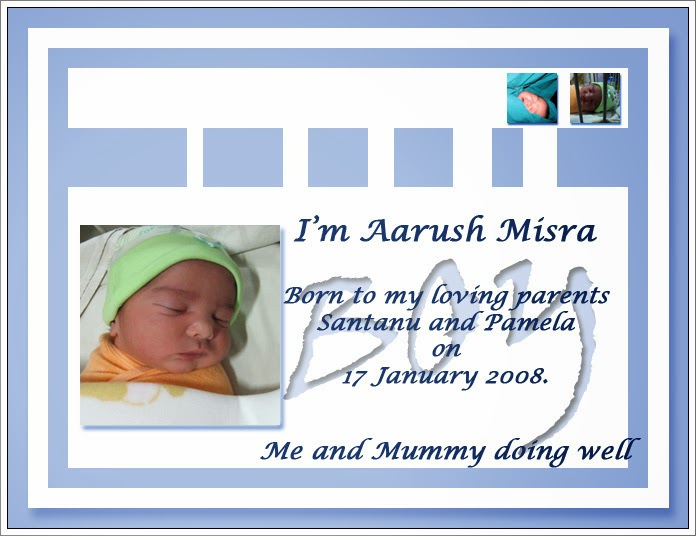 I'm Aarush Misra
Born to my loving parents
Santanu and Pamela
on
17 January 2008.
BOY
Me and Mummy doing well